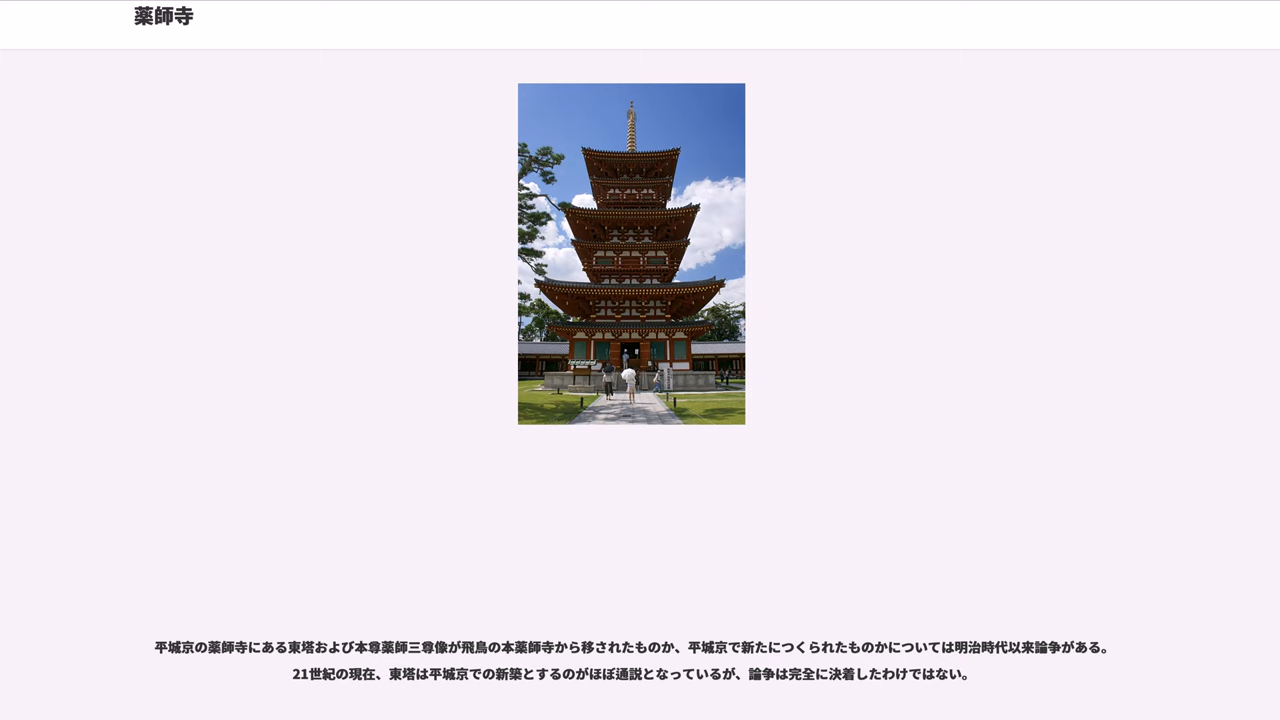 薬師寺
平城京の薬師寺にある東塔および本尊薬師三尊像が飛鳥の本薬師寺から移されたものか、平城京で新たにつくられたものかについては明治時代以来論争がある。
21世紀の現在、東塔は平城京での新築とするのがほぼ通説となっているが、論争は完全に決着したわけではない。